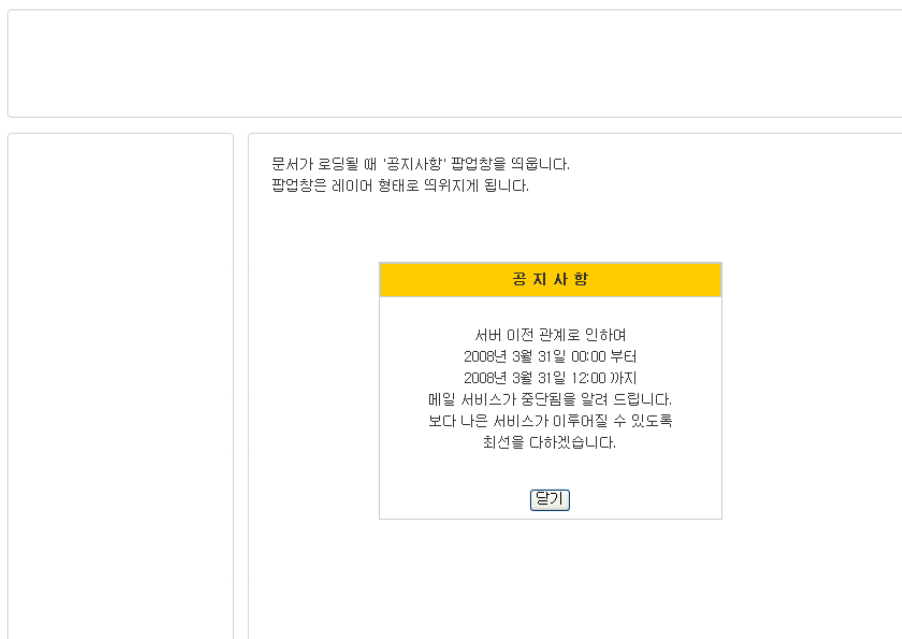 문서가 로딩될 때 '공지사항' 팝업창을 띄웁니다.
팝업창은 레이어 형태로 띄위지게 됩니다.
공 지 사 항
서버 이전 관계로 인하여
2008년 3월 31일 00:00 부터
2008년 3월 31일 12:00 까지
메일 서비스가 중단됨을 알려 드립니다.
보다 나은 서비스가 이루어질 수 있도록
최선을 다하겠습니다.
닫기